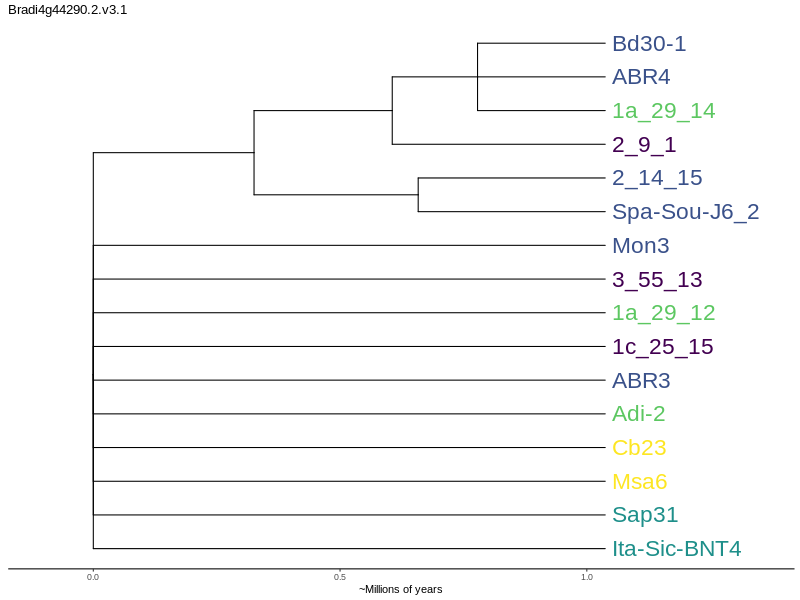 Bradi4g44290.2.v3.1
Bd30-1
ABR4
1a_29_14
2_9_1
2_14_15
Spa-Sou-J6_2
Mon3
3_55_13
1a_29_12
1c_25_15
ABR3
Adi-2
Cb23
Msa6
Sap31
Ita-Sic-BNT4
0.0 0.5 1.0
~Millions of years